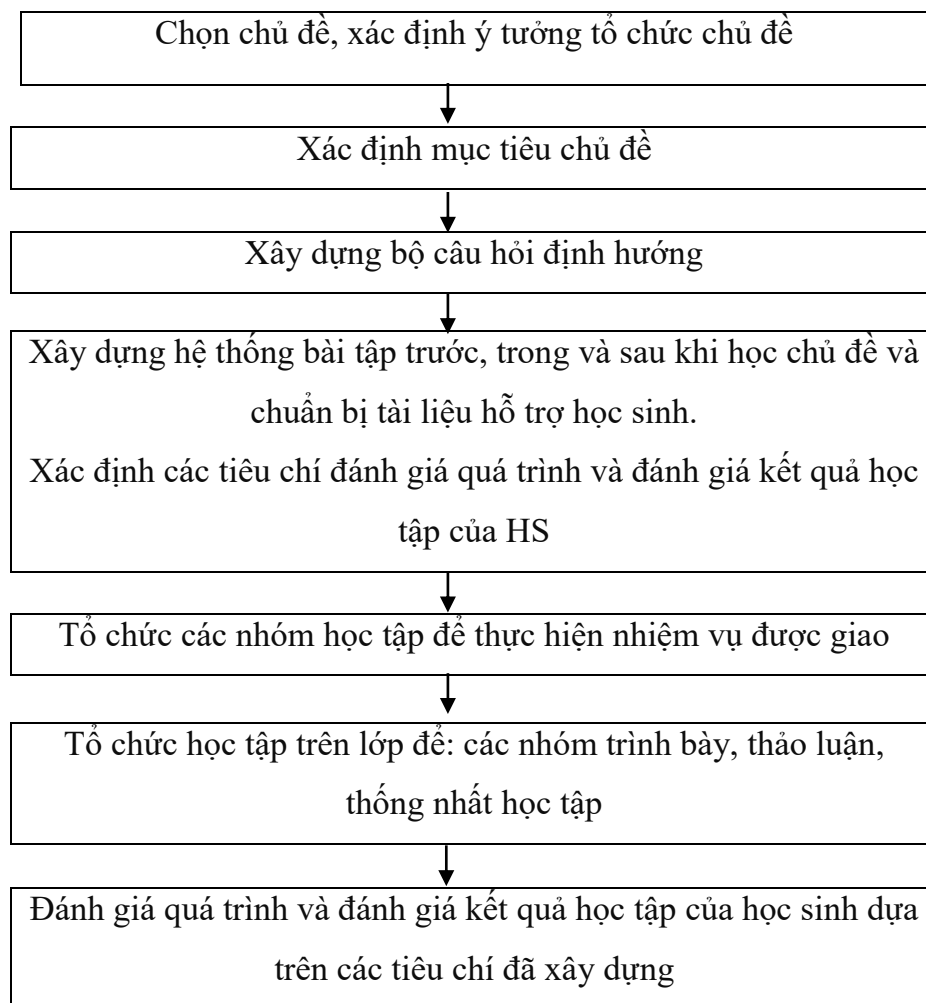 Chọn chủ đề, xác định ý tưởng tổ chức chủ đề
Xác định mục tiêu chủ đề
Xây dựng bộ câu hỏi định hướng
Xây dựng hệ thống bài tập trước, trong và sau khi học chủ đề và
chuẩn bị tài liệu hỗ trợ học sinh.
Xác định các tiêu chí đánh giá quá trình và đánh giá kết quả học
tập của HS
Tổ chức các nhóm học tập để thực hiện nhiệm vụ được giao
Tổ chức học tập trên lớp để: các nhóm trình bày, thảo luận,
thống nhất học tập
Đánh giá quá trình và đánh giá kết quả học tập của học sinh dựa
trên các tiêu chí đã xây dựng